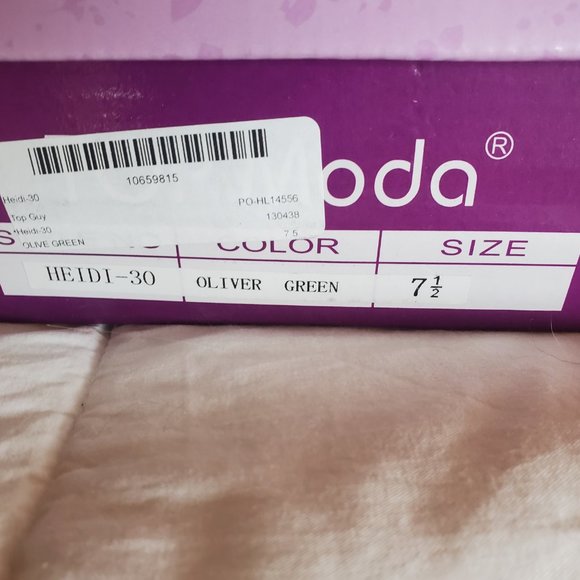 oda®
10659815
Heidi-30 PO-HL14556
Top Guy 130438
*Heidi-30 7.5
OLIVE GREEN
S COLOR SIZE
HEIDI-30 OLIVER GREEN 7½